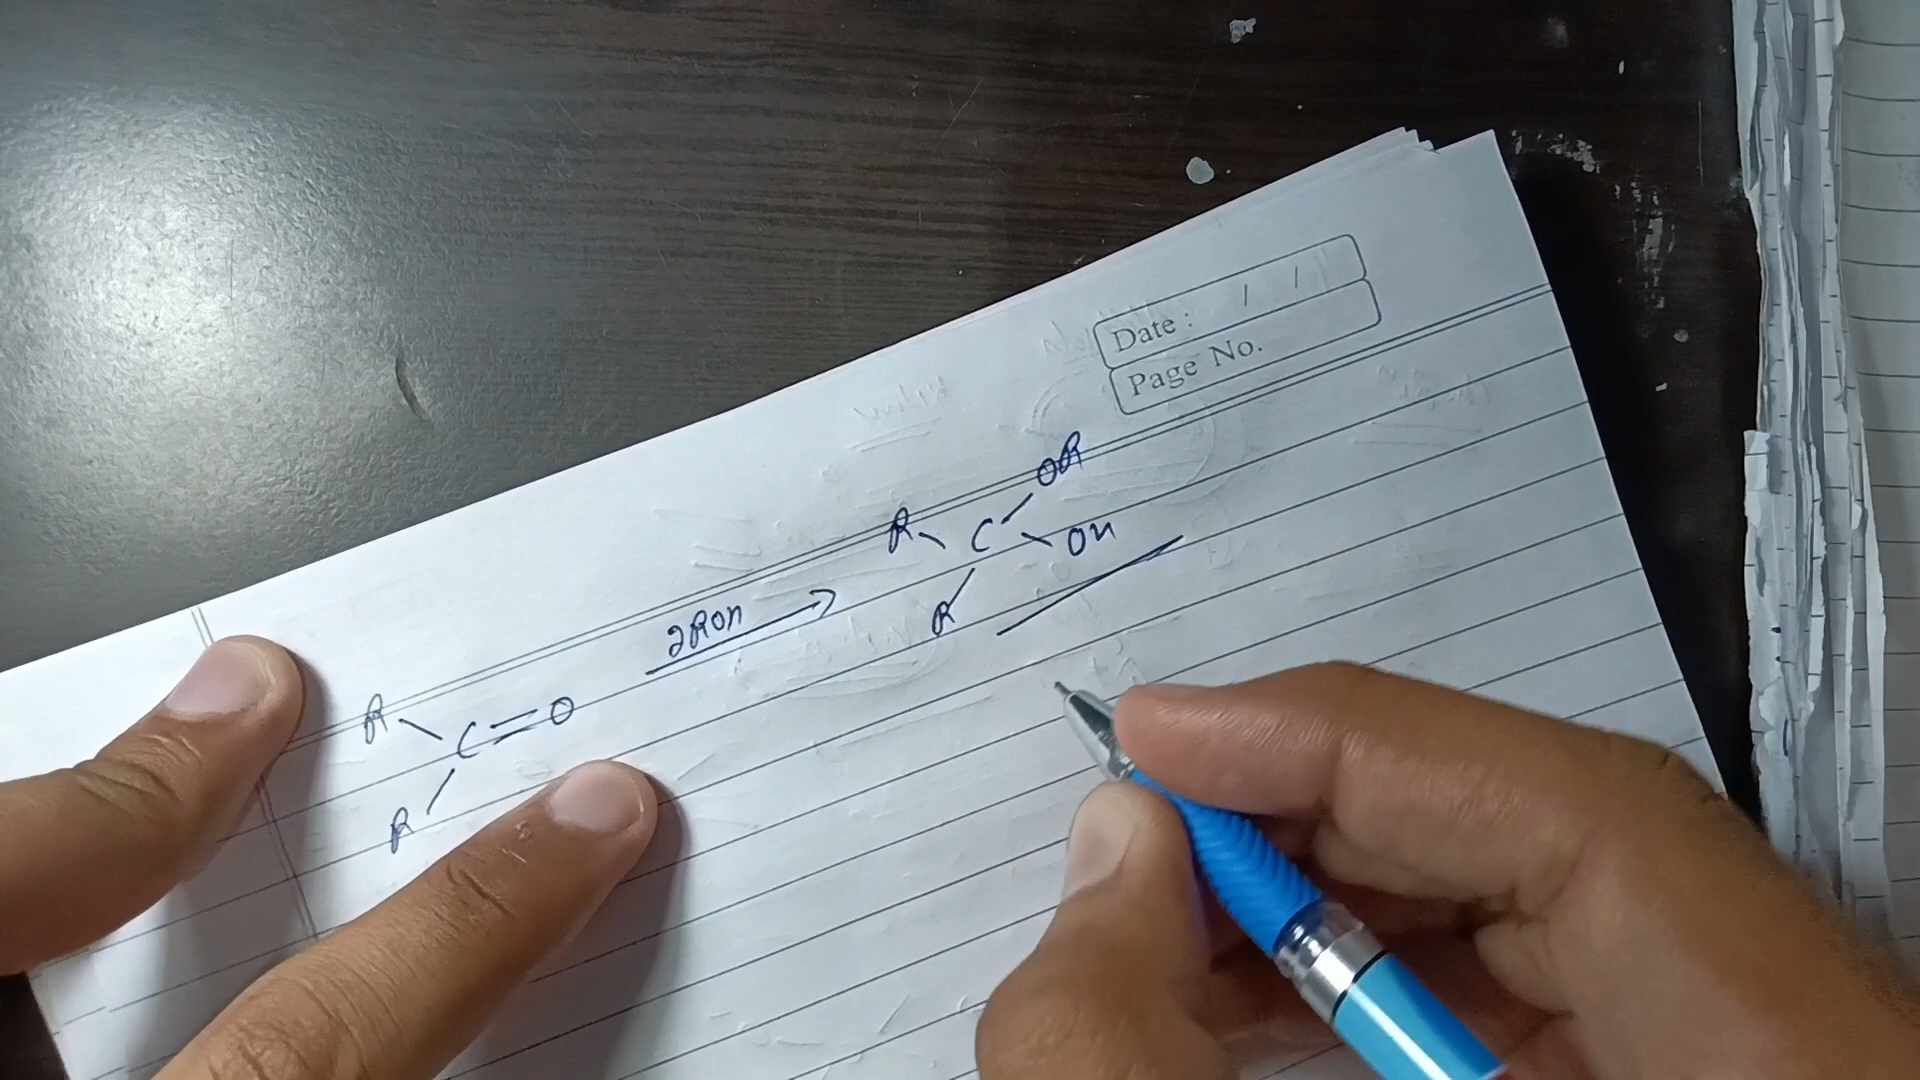 Date : / /
Page No.
R C=O R
2ROH
R C OR OH R